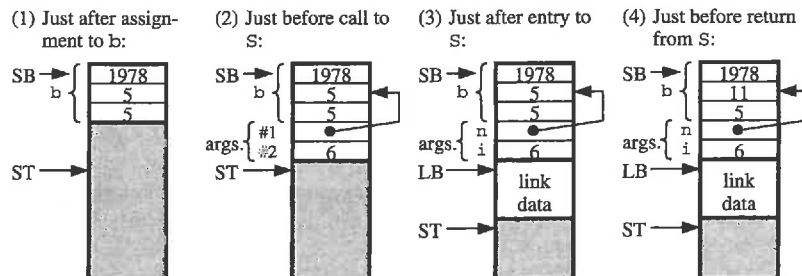 (1) Just after assign-
ment to b:
SB
b
1978
5
5
ST
(2) Just before call to
S:
SB
b
1978
5
5
args.
#1
#2
6
ST
(3) Just after entry to
S:
SB
b
1978
5
5
args.
n
i
6
LB
link
data
ST
(4) Just before return
from S:
SB
b
1978
11
5
args.
n
i
6
LB
link
data
ST